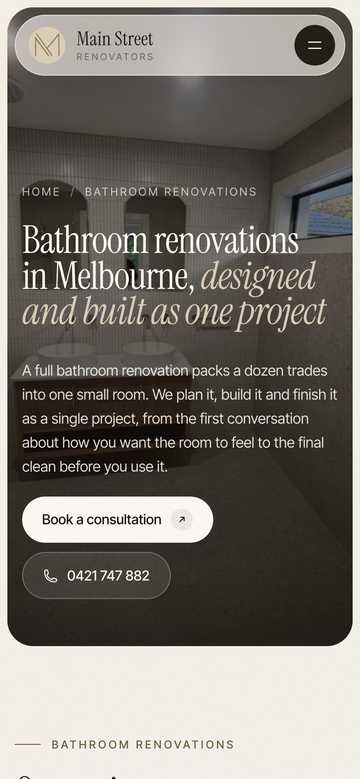 Main Street
RENOVATORS
HOME / BATHROOM RENOVATIONS
Bathroom renovations
in Melbourne, designed
and built as one project
A full bathroom renovation packs a dozen trades
into one small room. We plan it, build it and finish it
as a single project, from the first conversation
about how you want the room to feel to the final
clean before you use it.
Book a consultation
0421 747 882
BATHROOM RENOVATIONS